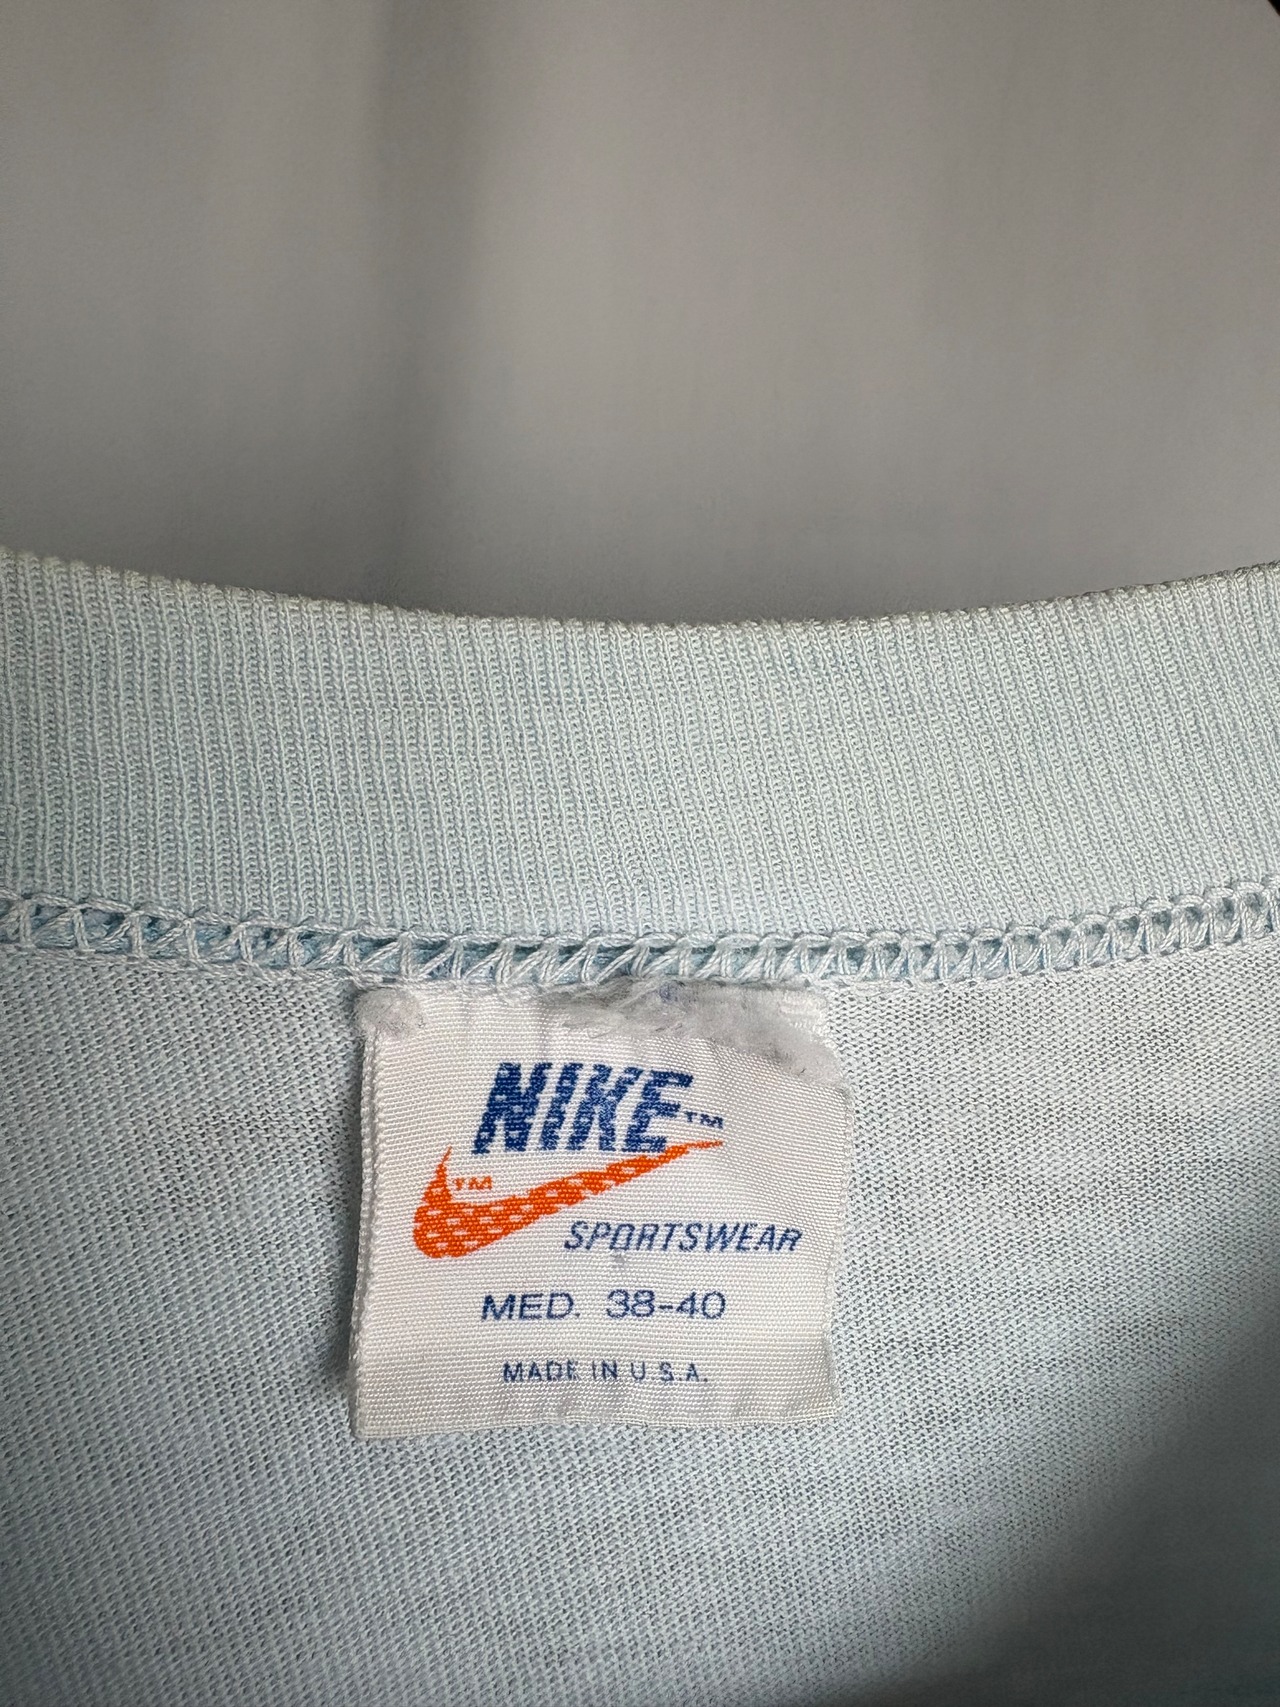 NIKE™
™
SPORTSWEAR
MED. 38-40
MADE IN U.S.A.